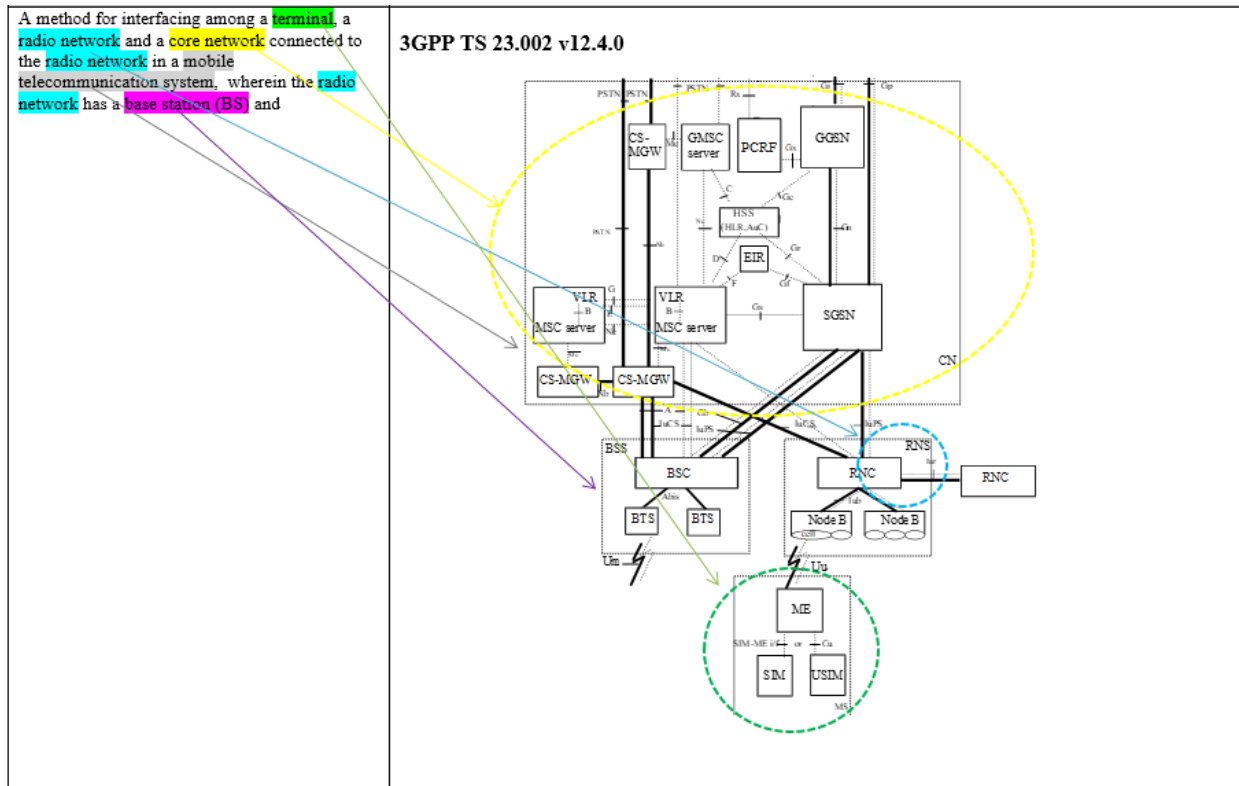 A method for interfacing among a terminal, a
radio network and a core network connected to
the radio network in a mobile
telecommunication system, wherein the radio
network has a base station (BS) and
3GPP TS 23.002 v12.4.0
PSTN PSTN PSTN Rx Gi Gp
CS-
MGW
GMSC
server
PCRF
GGSN
Gx
C
Gc
HSS
(HLR,AuC)
PSTN
Nc
Gn
D
EIR
Gr
F
Gf
VLR
B
MSC server
G
E
VLR
B
MSC server
Gs
SGSN
CN
CS-MGW
CS-MGW
Nb
A
IuCS
Gb
IuPS
IuCS
IuPS
BSS
RNS
BSC
RNC
Iur
RNC
Abis
Iub
BTS
BTS
Node B
Node B
cell
Um
Uu
ME
SIM-ME i/f
or
Cu
SIM
USIM
MS